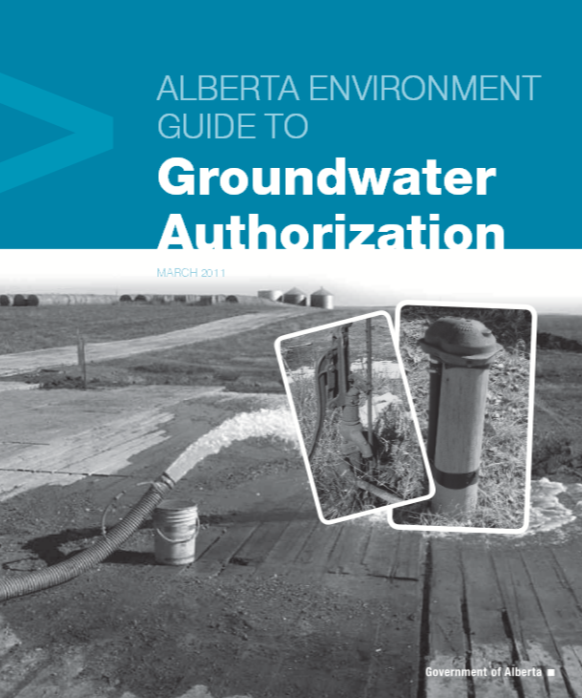 ALBERTA ENVIRONMENT
GUIDE TO
Groundwater
Authorization
MARCH 2011
Government of Alberta